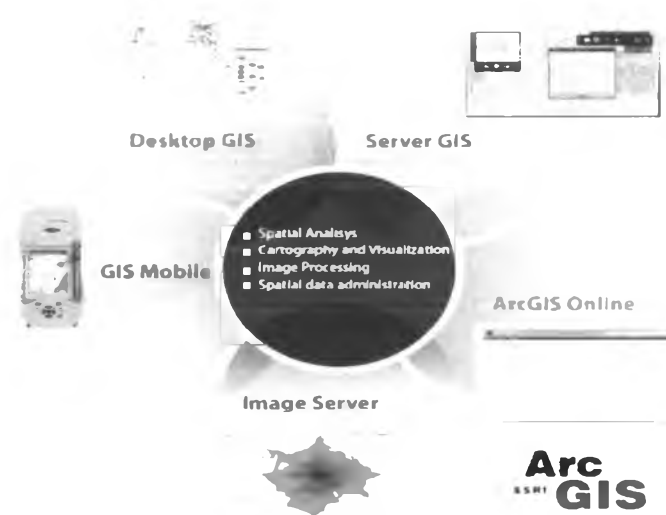 Desktop GIS
Server GIS
Spatial Analisys
Cartography and Visualization
Image Processing
Spatial data administration
GIS Mobile
ArcGIS Online
Image Server
Arc
ESRI GIS